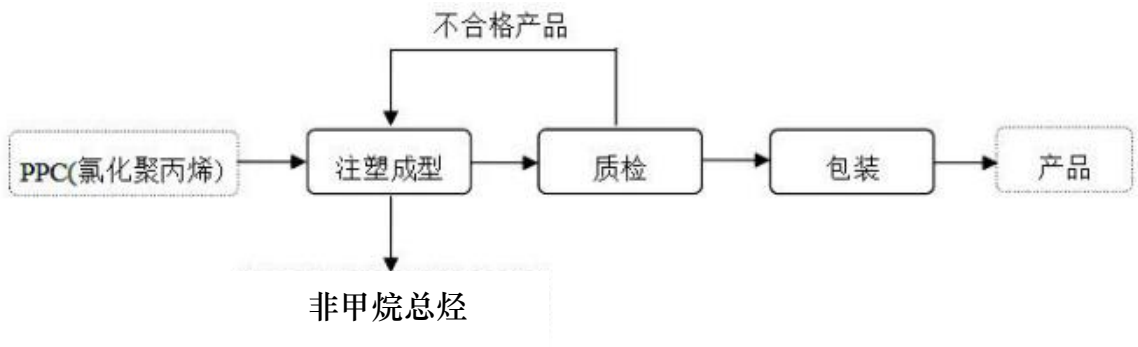 不合格产品
PPC(氯化聚丙烯)
注塑成型
质检
包装
产品
非甲烷总烃